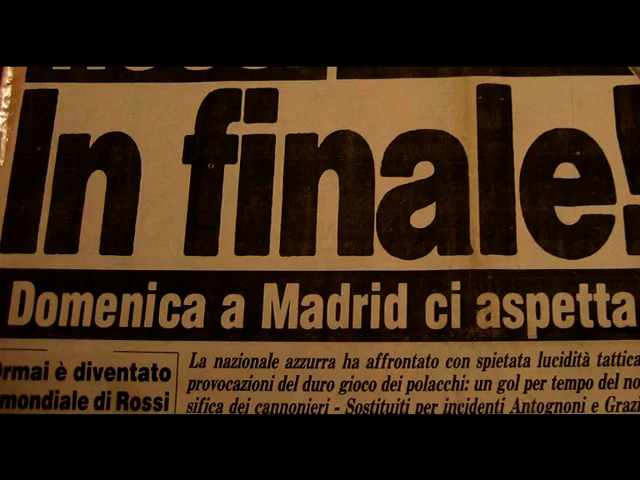 In finale!
Domenica a Madrid ci aspetta
Ormai è diventato
mondiale di Rossi
La nazionale azzurra ha affrontato con spietata lucidità tattica
provocazioni del duro gioco dei polacchi: un gol per tempo del no
sifica dei cannonieri - Sostituiti per incidenti Antognoni e Grazi